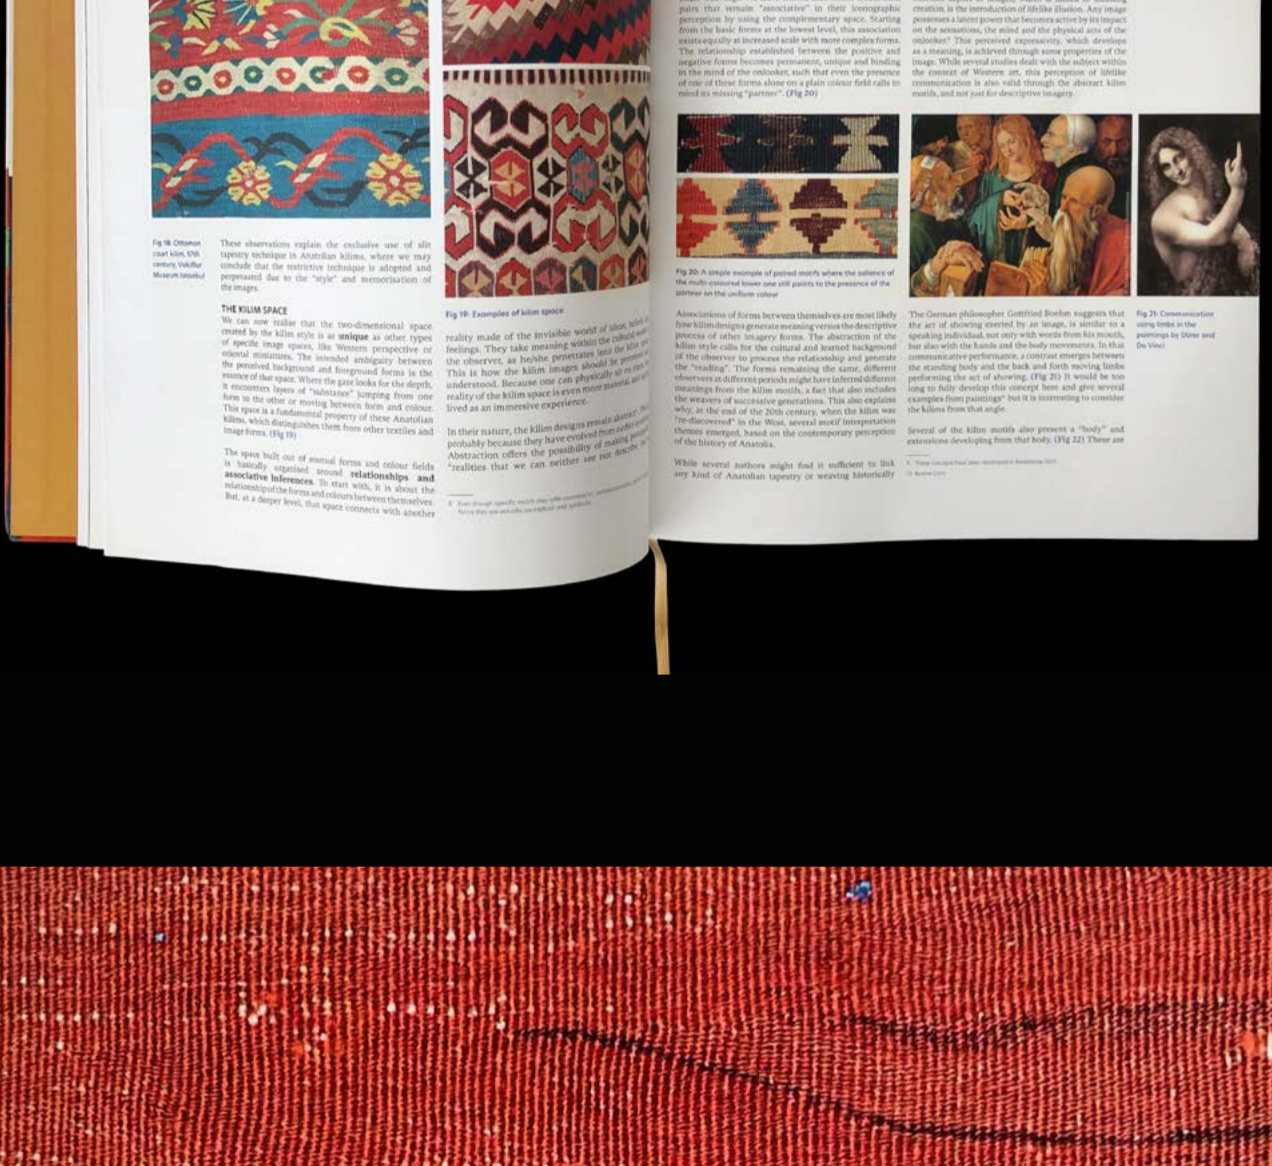 Fig 18: Ottoman
court kilim, 17th
century, Vakiflar
Museum Istanbul
These observations explain the exclusive use of slit
tapestry technique in Anatolian kilims, where we may
conclude that the restrictive technique is adopted and
perpetuated due to the "style" and memorisation of
the images.
THE KILIM SPACE
We can now realise that the two-dimensional space
created by the kilim style is as unique as other types
of specific image spaces, like Western perspective or
oriental miniatures. The intended ambiguity between
the perceived background and foreground forms is the
essence of that space. Where the gaze looks for the depth,
it encounters layers of "substance" jumping from one
form to the other or moving between form and colour.
This space is a fundamental property of these Anatolian
kilims, which distinguishes them from other textiles and
image forms. (Fig 19)
The space built out of mutual forms and colour fields
is basically organised around relationships and
associative Inferences. To start with, it is about the
relationship of the forms and colours between themselves.
But, at a deeper level, that space connects with another
Fig 19: Examples of kilim space
reality made of the invisible world of ideas, beliefs
feelings. They take meaning within the cultural
the observer, as he/she penetrates into the kilim
This is how the kilim images should be
understood. Because one can physically
reality of the kilim space is even more material,
lived as an immersive experience.
In their nature, the kilim designs remain abstract.
probably because they have evolved from earlier
Abstraction offers the possibility of making
"realities that we can neither see not describe
pairs that remain "associative" in their iconographic
perception by using the complementary space. Starting
from the basic forms at the lowest level, this association
exists equally at increased scale with more complex forms.
The relationship established between the positive and
negative forms becomes permanent, unique and binding
in the mind of the onlooker, such that even the presence
of one of these forms alone on a plain colour field calls to
mind its missing "partner". (Fig 20)
Fig 20: A simple example of paired motifs where the salience of
the multi-coloured lower one still points to the presence of the
partner on the uniform colour
Associations of forms between themselves are most likely
how kilim designs generate meaning versus the descriptive
process of other imagery forms. The abstraction of the
kilim style calls for the cultural and learned background
of the observer to process the relationship and generate
the "reading". The forms remaining the same, different
observers at different periods might have inferred different
meanings from the kilim motifs, a fact that also includes
the weavers of successive generations. This also explains
why, at the end of the 20th century, when the kilim was
"re-discovered" in the West, several motif interpretation
themes emerged, based on the contemporary perception
of the history of Anatolia.
While several authors might find it sufficient to link
any kind of Anatolian tapestry or weaving historically
creation, is the introduction of lifelike illusion. Any image
possesses a latent power that becomes active by its impact
on the sensations, the mind and the physical acts of the
onlooker. This perceived expressivity, which develops
as a meaning, is achieved through some properties of the
image. While several studies dealt with the subject within
the context of Western art, this perception of lifelike
communication is also valid through the abstract kilim
motifs, and not just for descriptive imagery.
The German philosopher Gottfried Boehm suggests that
the act of showing exerted by an image, is similar to a
speaking individual, not only with words from his mouth,
but also with the hands and the body movements. In that
communicative performance, a contrast emerges between
the standing body and the back and forth moving limbs
performing the act of showing. (Fig 21) It would be too
long to fully develop this concept here and give several
examples from paintings but it is interesting to consider
the kilims from that angle.
Several of the kilim motifs also present a "body" and
extensions developing from that body. (Fig 22) These are
Fig 21: Communication
using limbs in the
paintings by Dürer and
Da Vinci